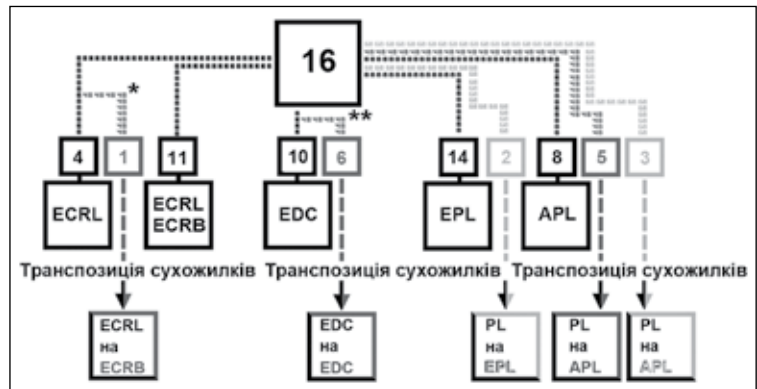 16
*
**
4 1 11 10 6 14 2 8 5 3
ECRL
ECRL
ECRB
EDC
EPL
APL
Транспозиція сухожилків
Транспозиція сухожилків
Транспозиція сухожилків
ECRL
на
ECRB
EDC
на
EDC
PL
на
EPL
PL
на
APL
PL
на
APL